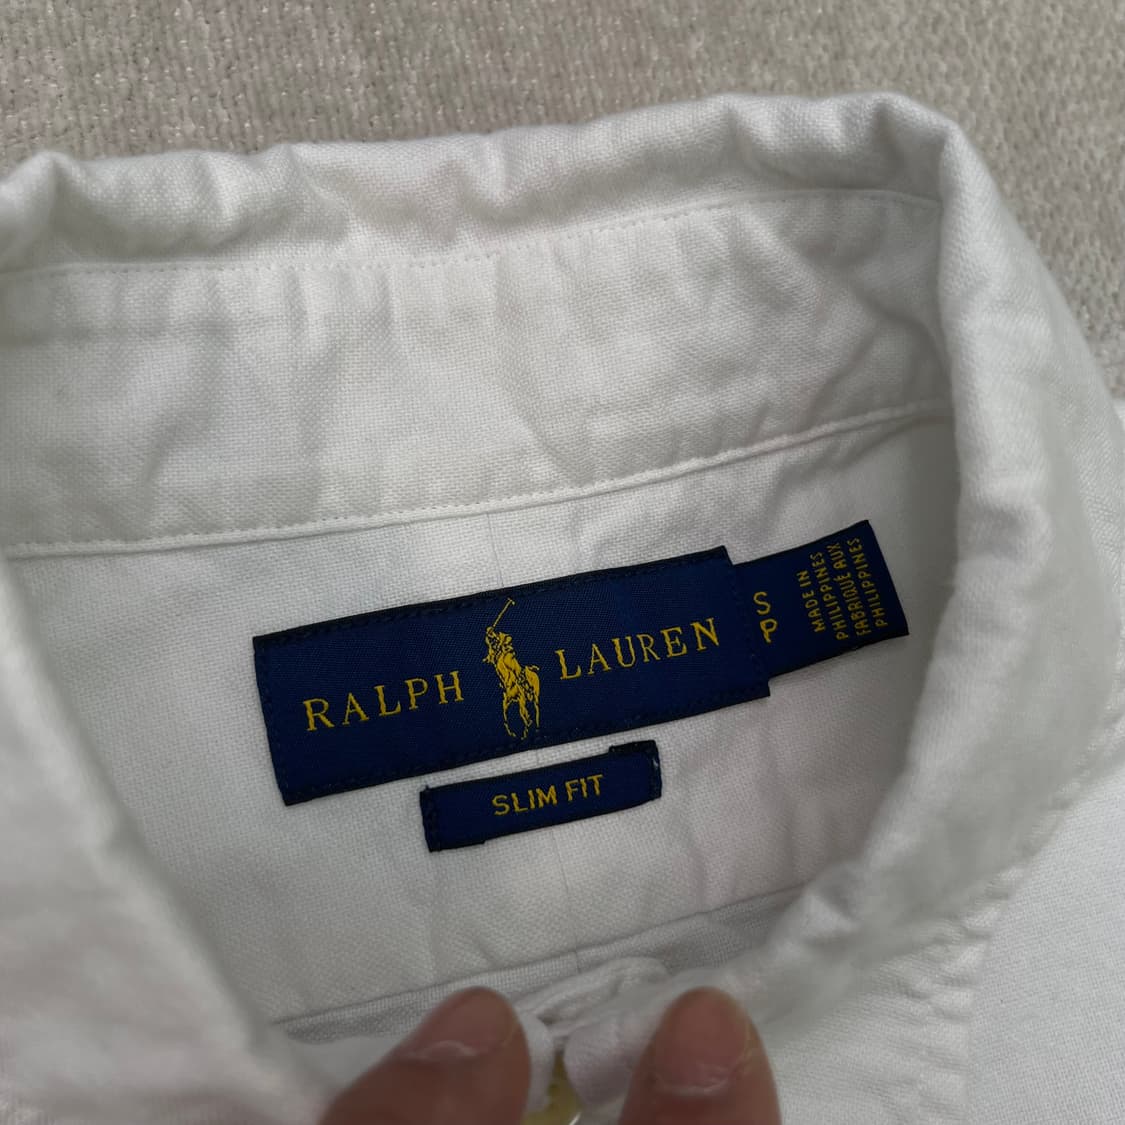 RALPH LAUREN
SLIM FIT
S
P
MADE IN
PHILIPPINES
FABRIQUÉ AUX
PHILIPPINES